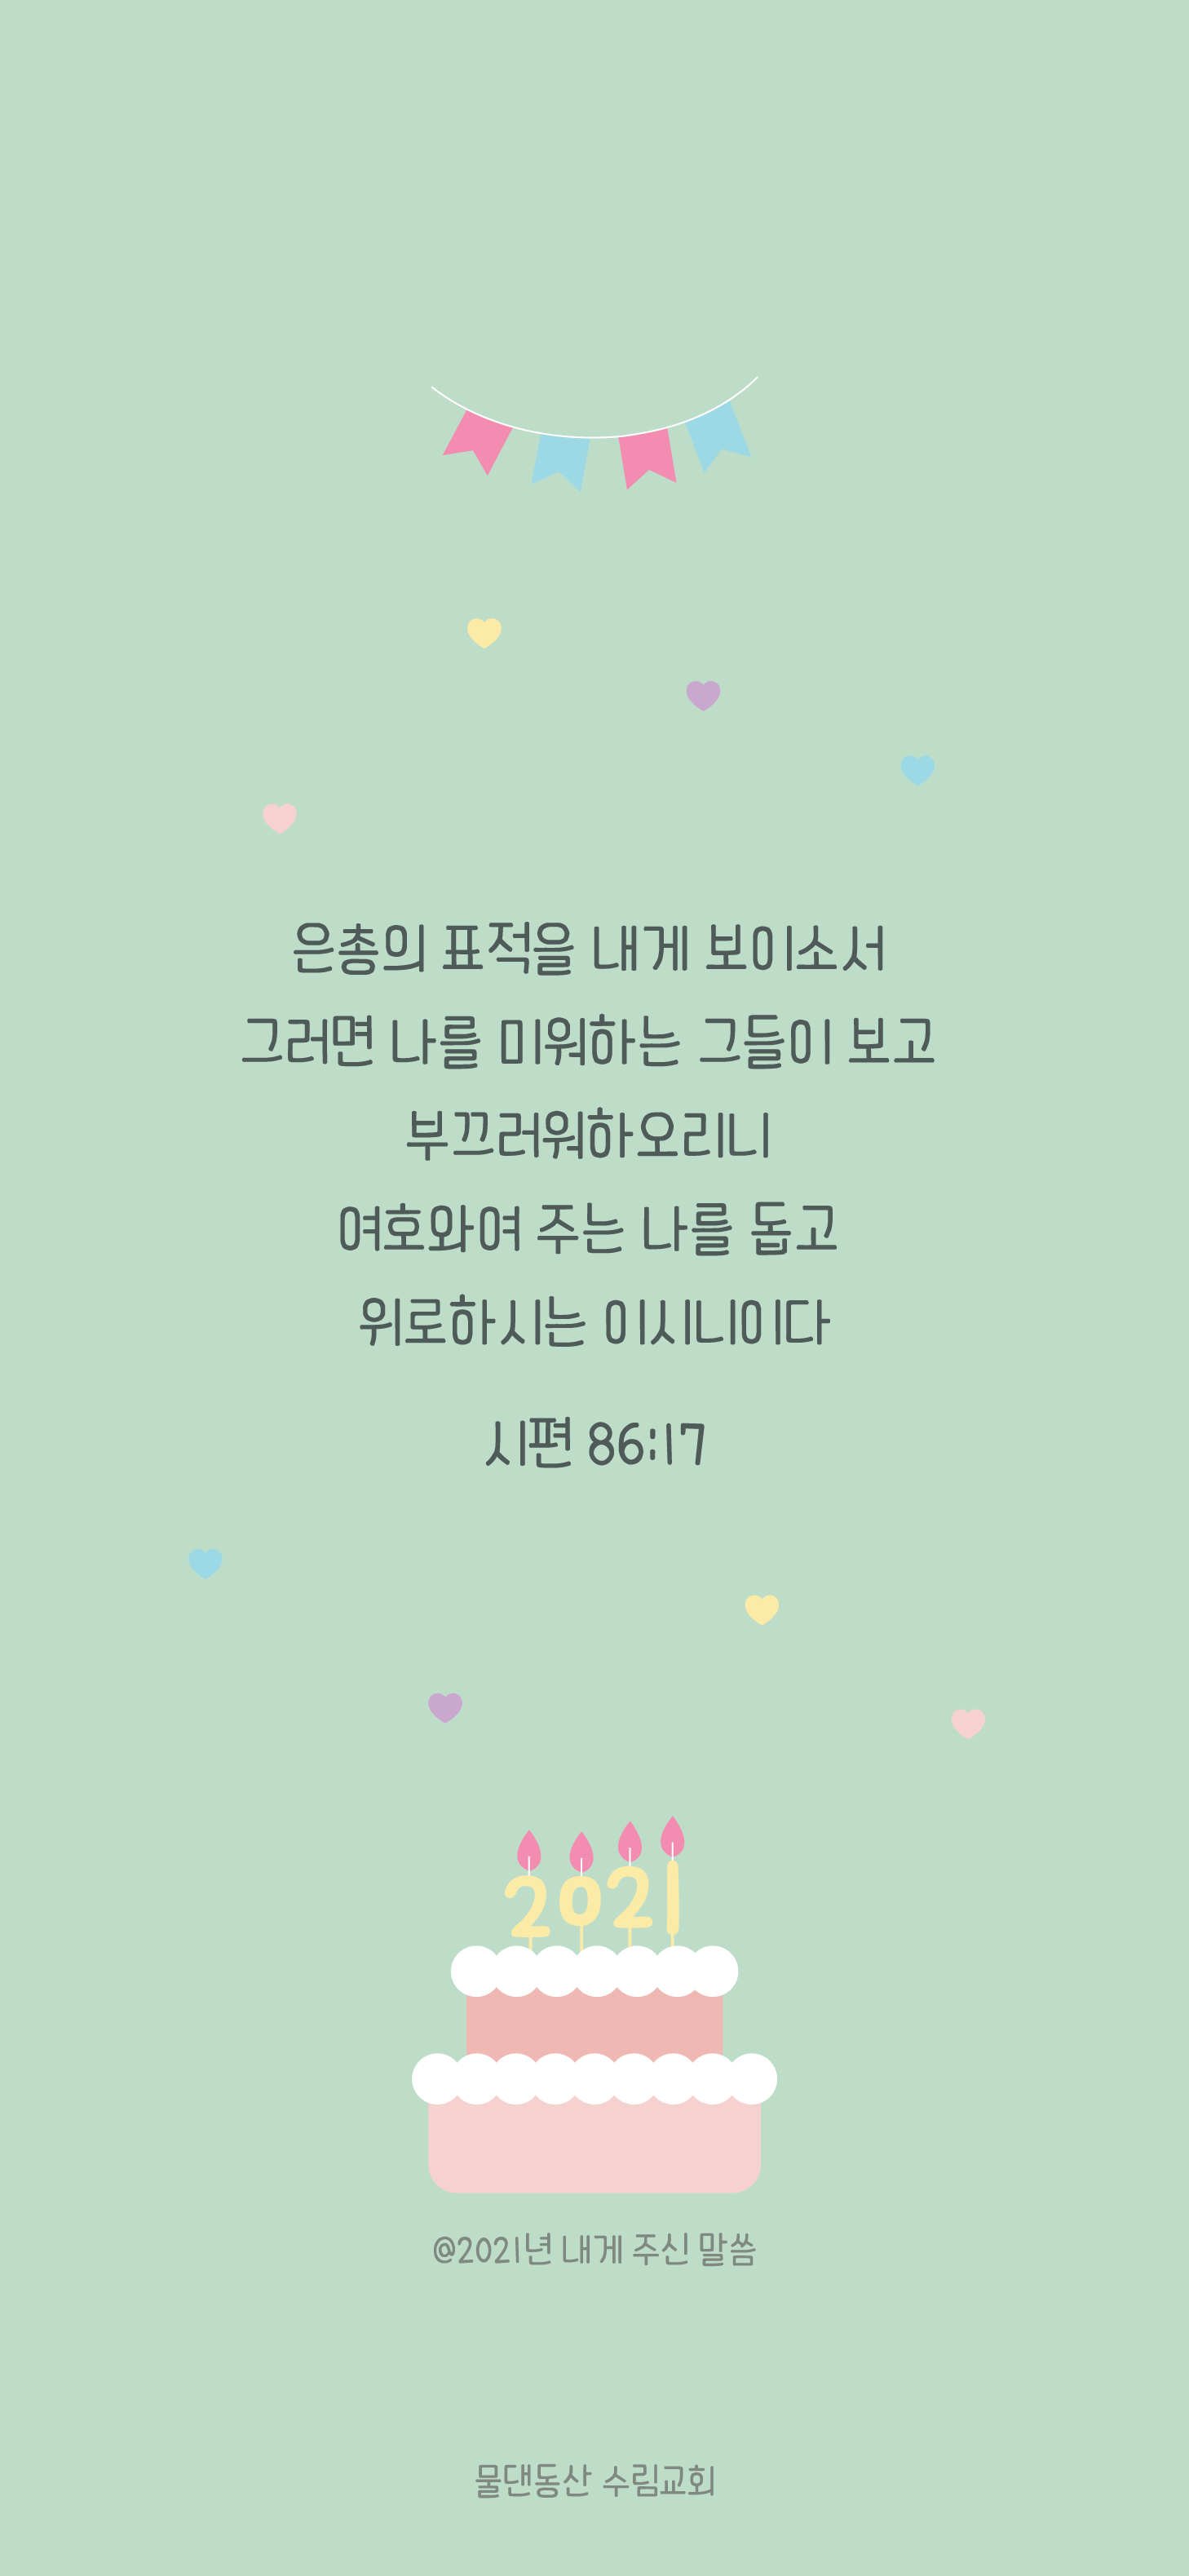 은총의 표적을 내게 보이소서
그러면 나를 미워하는 그들이 보고
부끄러워하오리니
여호와여 주는 나를 돕고
위로하시는 이시니이다
시편 86:17
2021
@2021년 내게 주신 말씀
물댄동산 수림교회